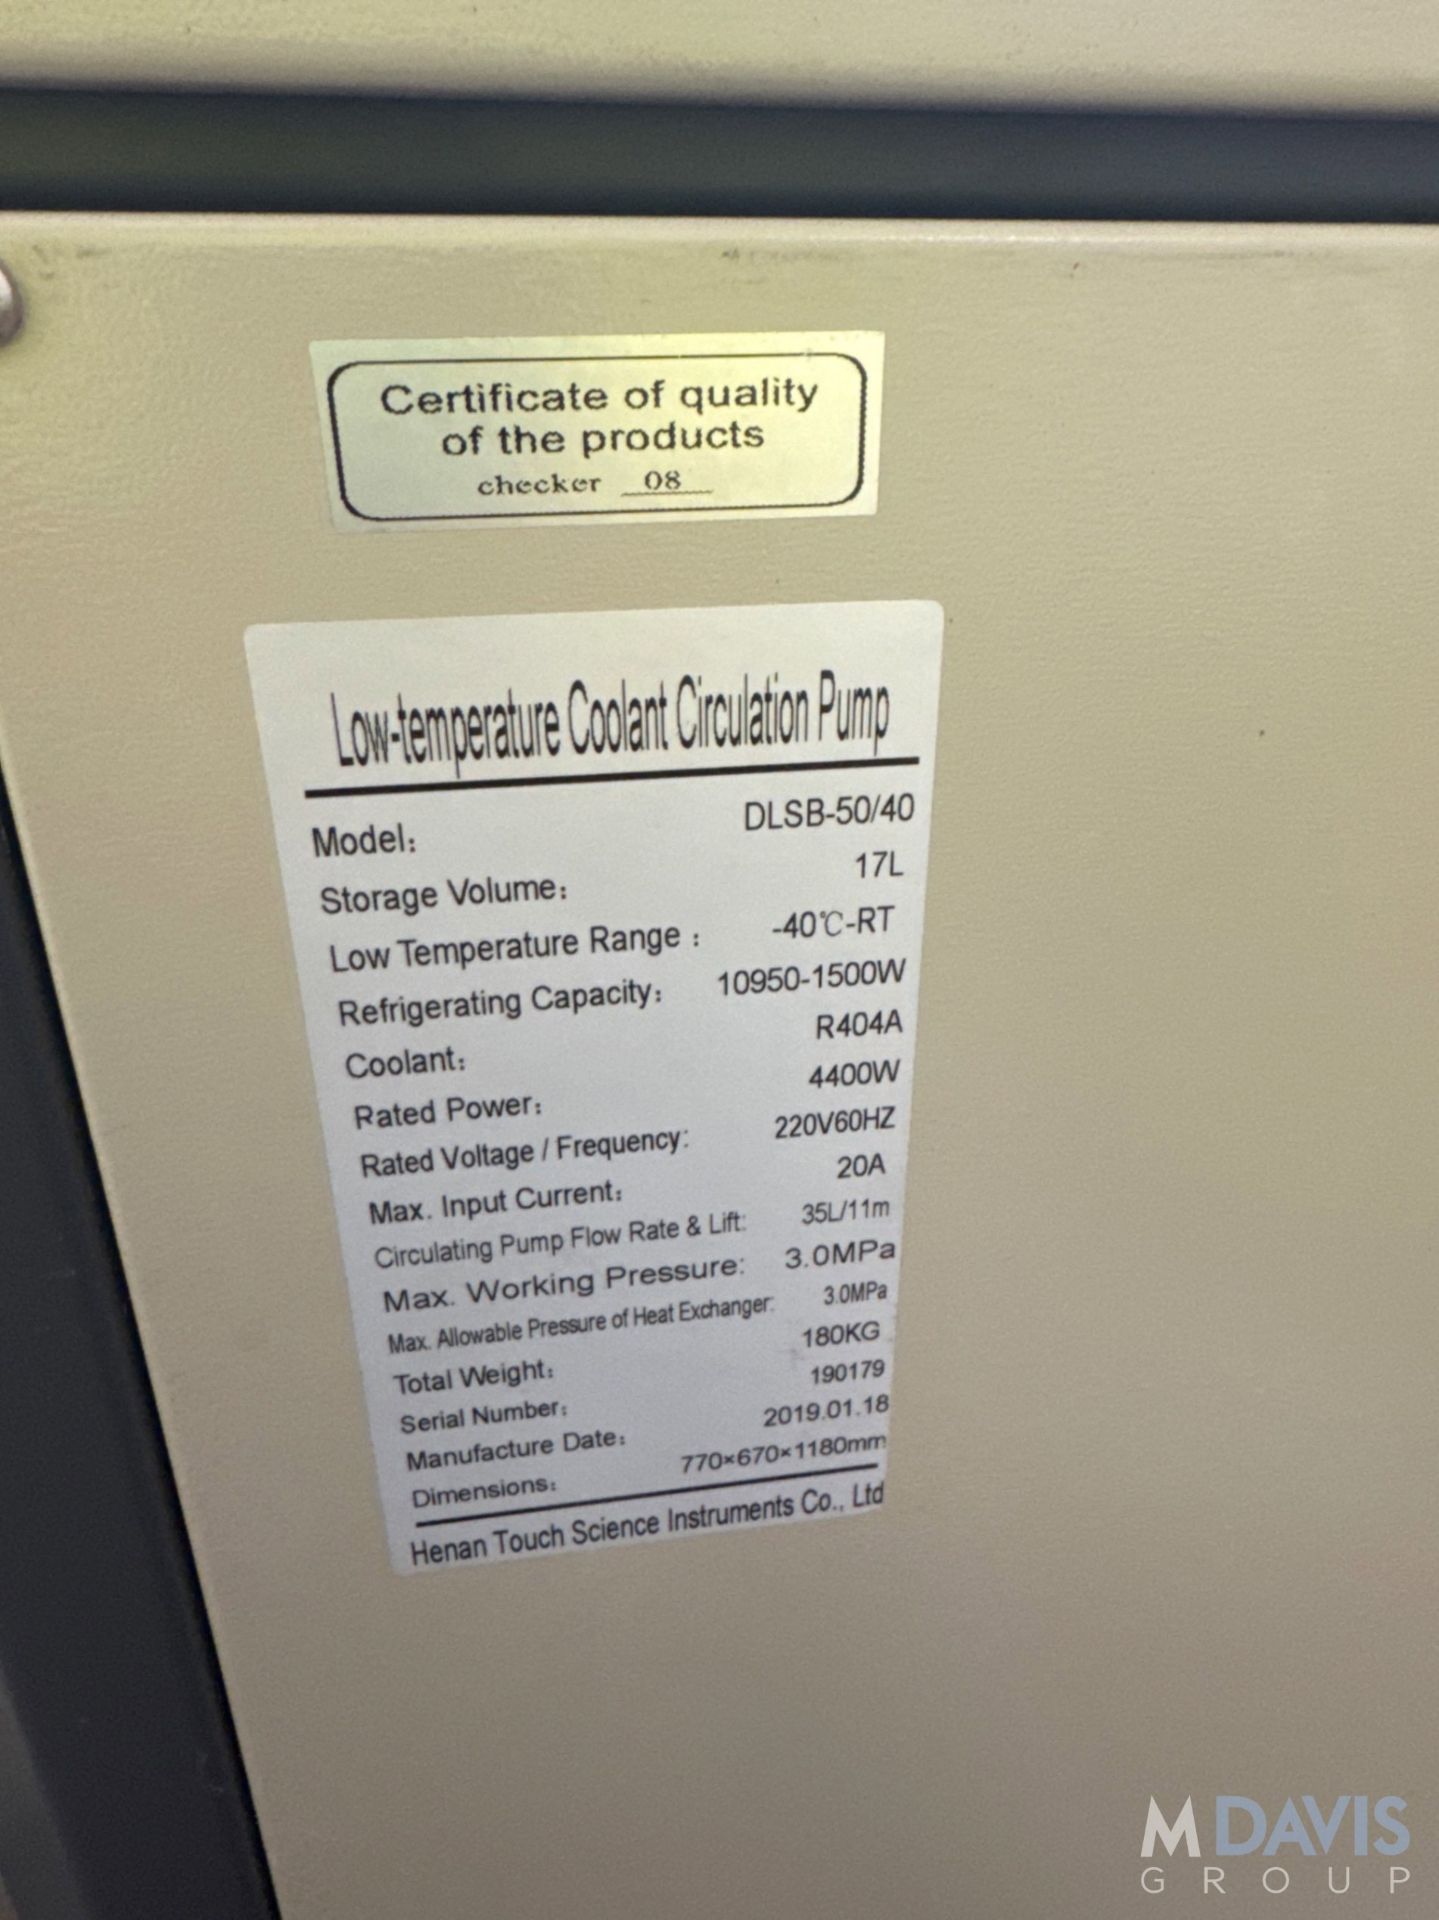 Certificate of quality
of the products
checker 08
Low-temperature Coolant Circulation Pump
Model: DLSB-50/40
Storage Volume: 17L
Low Temperature Range : -40℃-RT
Refrigerating Capacity: 10950-1500W
Coolant: R404A
Rated Power: 4400W
Rated Voltage / Frequency: 220V60HZ
Max. Input Current: 20A
Circulating Pump Flow Rate & Lift: 35L/11m
Max. Working Pressure: 3.0MPa
Max. Allowable Pressure of Heat Exchanger: 3.0MPa
Total Weight: 180KG
Serial Number: 190179
Manufacture Date: 2019.01.18
Dimensions: 770×670×1180mm
Henan Touch Science Instruments Co., Ltd
MDAVIS
GROUP